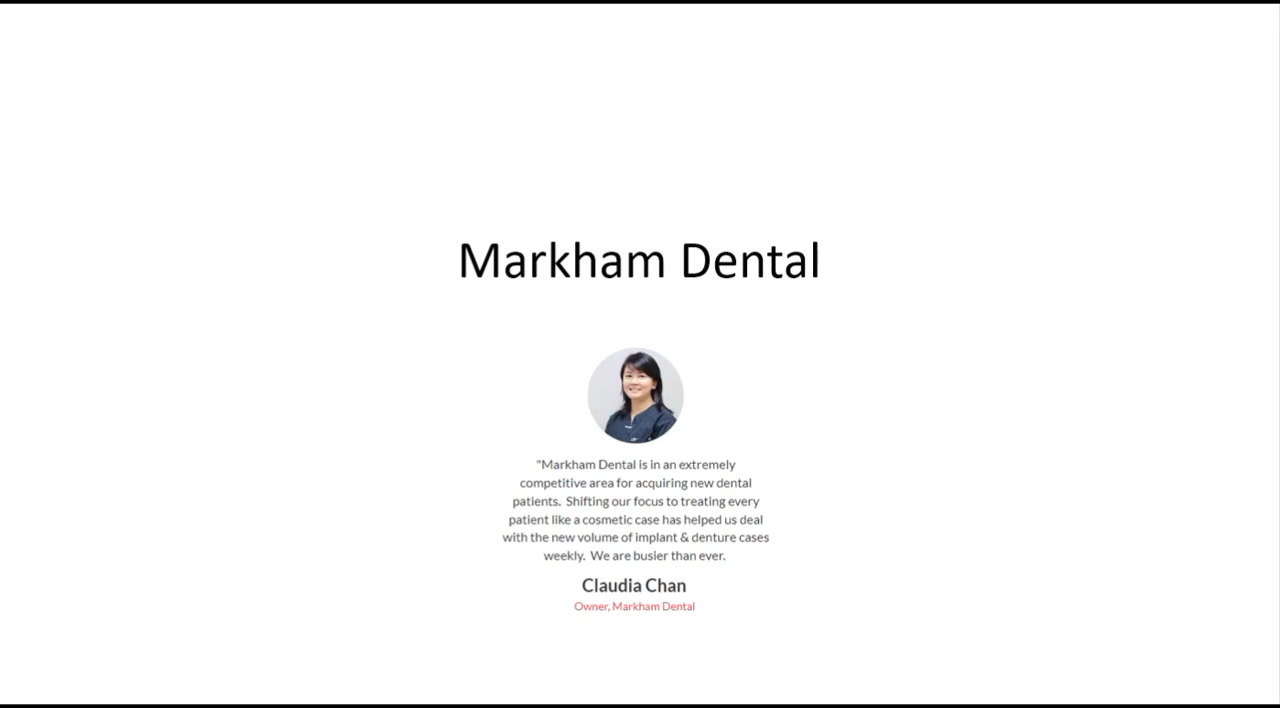 Markham Dental
"Markham Dental is in an extremely
competitive area for acquiring new dental
patients.  Shifting our focus to treating every
patient like a cosmetic case has helped us deal
with the new volume of implant & denture cases
weekly.  We are busier than ever.
Claudia Chan
Owner, Markham Dental